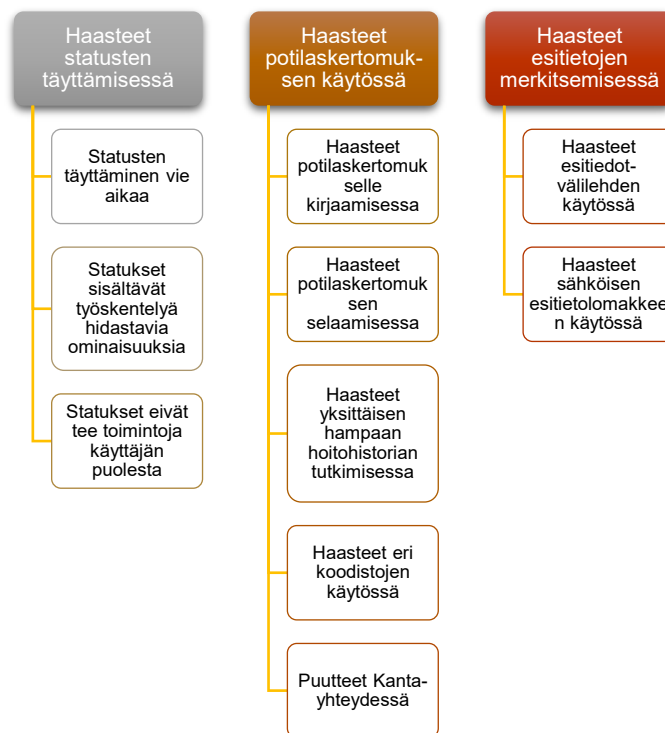 Haasteet
statusten
täyttämisessä
Statusten
täyttäminen vie
aikaa
Statukset
sisältävät
työskentelyä
hidastavia
ominaisuuksia
Statukset eivät
tee toimintoja
käyttäjän
puolesta
Haasteet
potilaskertomuk-
sen käytössä
Haasteet
potilaskertomuk
selle
kirjaamisessa
Haasteet
potilaskertomuk
sen
selaamisessa
Haasteet
yksittäisen
hampaan
hoitohistorian
tutkimisessa
Haasteet eri
koodistojen
käytössä
Puutteet Kanta-
yhteydessä
Haasteet
esitietojen
merkitsemisessä
Haasteet
esitiedot-
välilehden
käytössä
Haasteet
sähköisen
esitietolomakkee
n käytössä